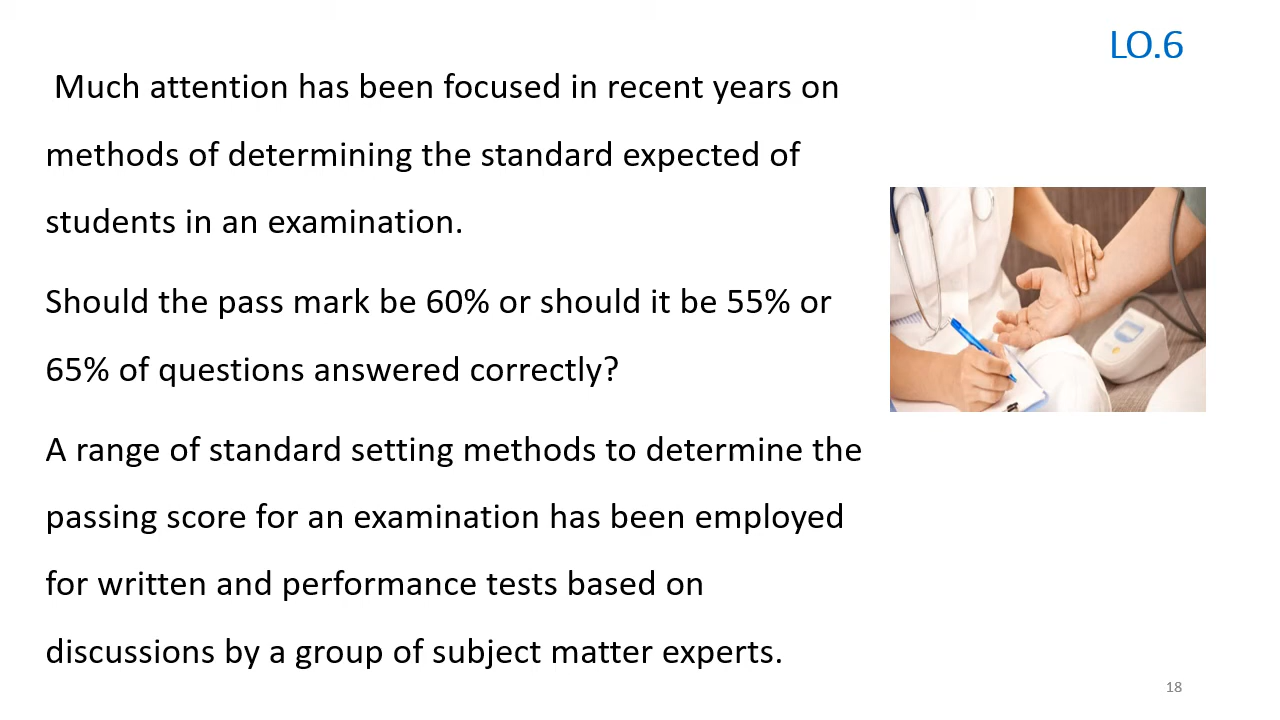 LO.6
Much attention has been focused in recent years on
methods of determining the standard expected of
students in an examination.
Should the pass mark be 60% or should it be 55% or
65% of questions answered correctly?
A range of standard setting methods to determine the
passing score for an examination has been employed
for written and performance tests based on
discussions by a group of subject matter experts.
18